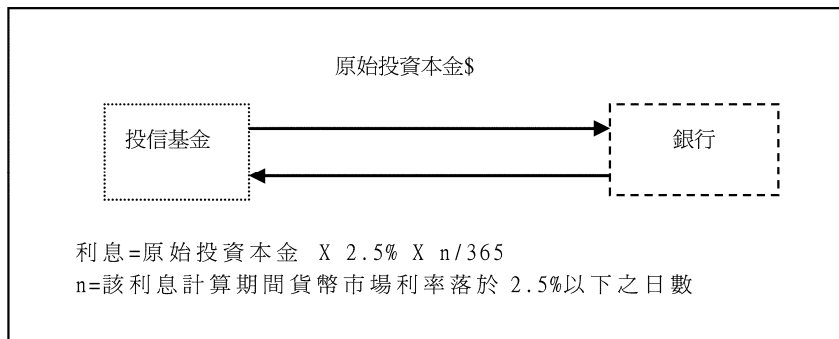 原始投資本金$
投信基金
銀行
利息=原始投資本金 X 2.5% X n/365
n=該利息計算期間貨幣市場利率落於 2.5%以下之日數